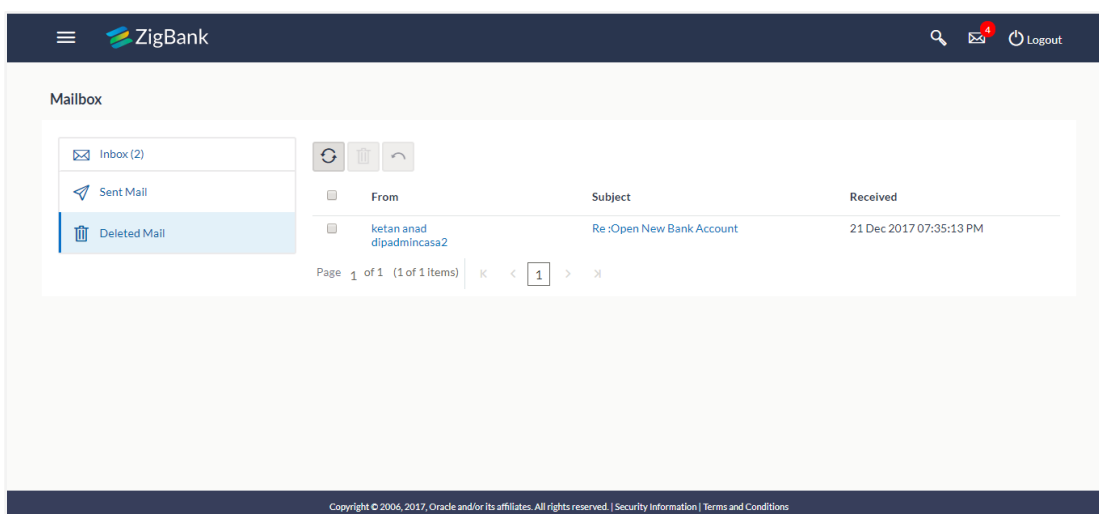 ZigBank
4
Logout
Mailbox
Inbox (2)
Sent Mail
Deleted Mail
From Subject Received
ketan anad Re :Open New Bank Account 21 Dec 2017 07:35:13 PM
dipadmincasa2
Page 1 of 1 (1 of 1 items) 1
Copyright © 2006, 2017, Oracle and/or its affiliates. All rights reserved. | Security Information | Terms and Conditions